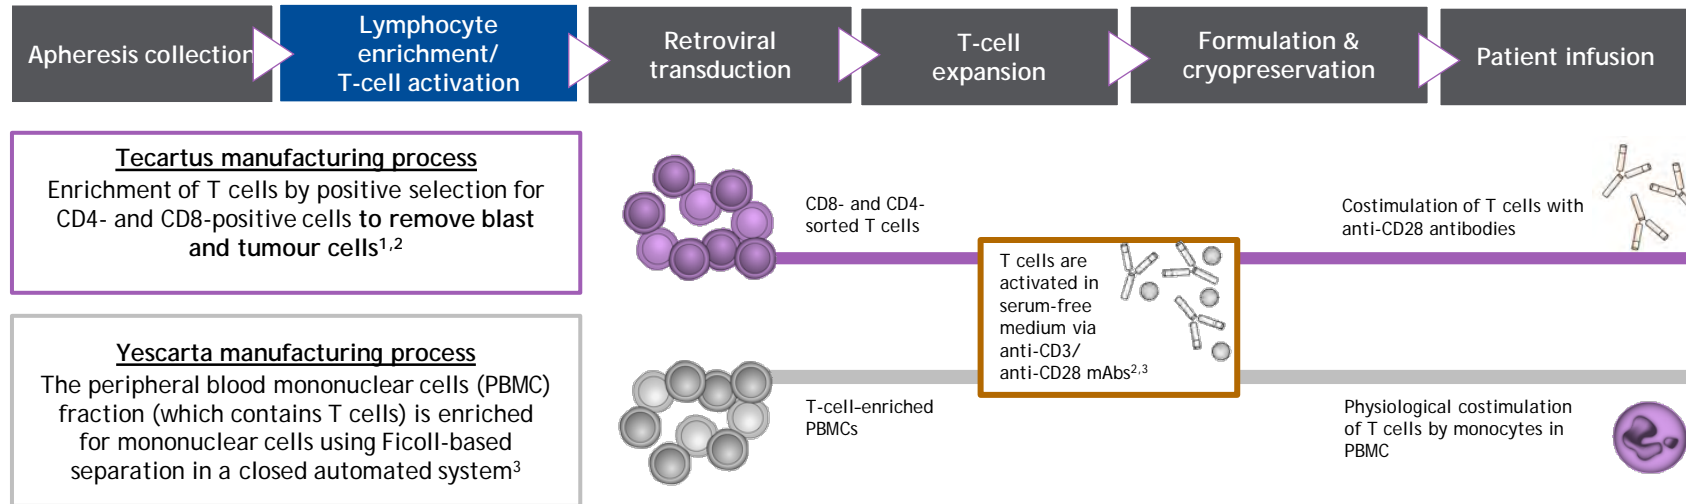 Apheresis collection
Lymphocyte
enrichment/
T-cell activation
Retroviral
transduction
T-cell
expansion
Formulation &
cryopreservation
Patient infusion
Tecartus manufacturing process
Enrichment of T cells by positive selection for
CD4- and CD8-positive cells to remove blast
and tumour cells1,2
CD8- and CD4-
sorted T cells
Costimulation of T cells with
anti-CD28 antibodies
T cells are
activated in
serum-free
medium via
anti-CD3/
anti-CD28 mAbs2,3
Yescarta manufacturing process
The peripheral blood mononuclear cells (PBMC)
fraction (which contains T cells) is enriched
for mononuclear cells using Ficoll-based
separation in a closed automated system3
T-cell-enriched
PBMCs
Physiological costimulation
of T cells by monocytes in
PBMC